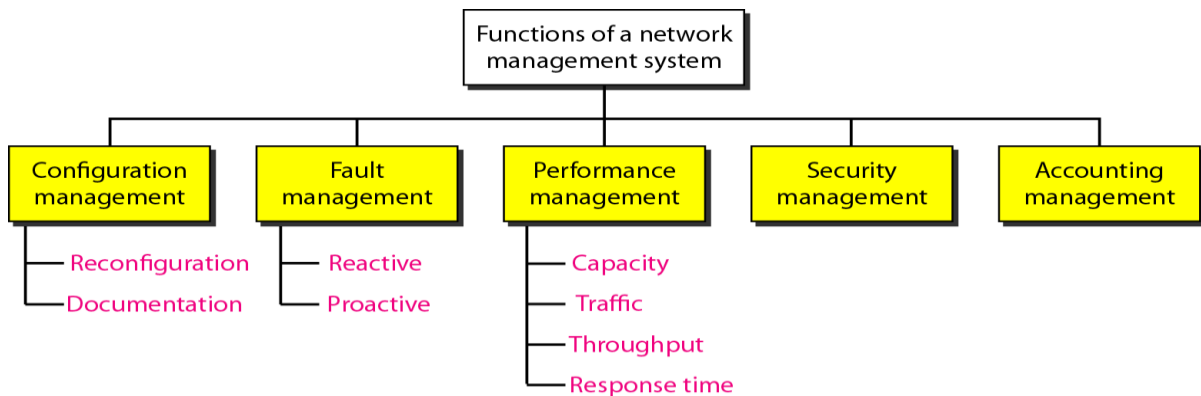 Functions of a network
management system
Configuration
management
Fault
management
Performance
management
Security
management
Accounting
management
Reconfiguration
Documentation
Reactive
Proactive
Capacity
Traffic
Throughput
Response time